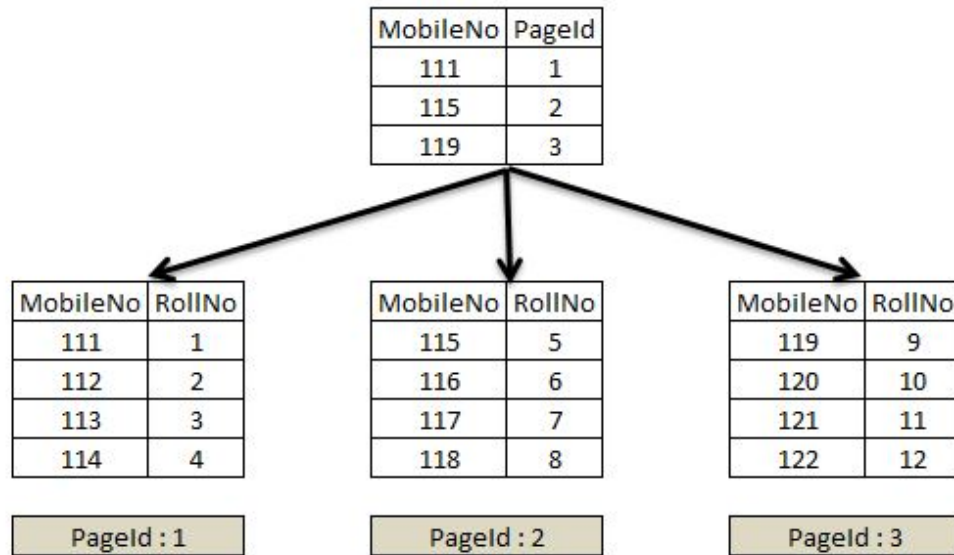 MobileNo PageId
111 1
115 2
119 3
MobileNo RollNo
111 1
112 2
113 3
114 4
PageId : 1
MobileNo RollNo
115 5
116 6
117 7
118 8
PageId : 2
MobileNo RollNo
119 9
120 10
121 11
122 12
PageId : 3